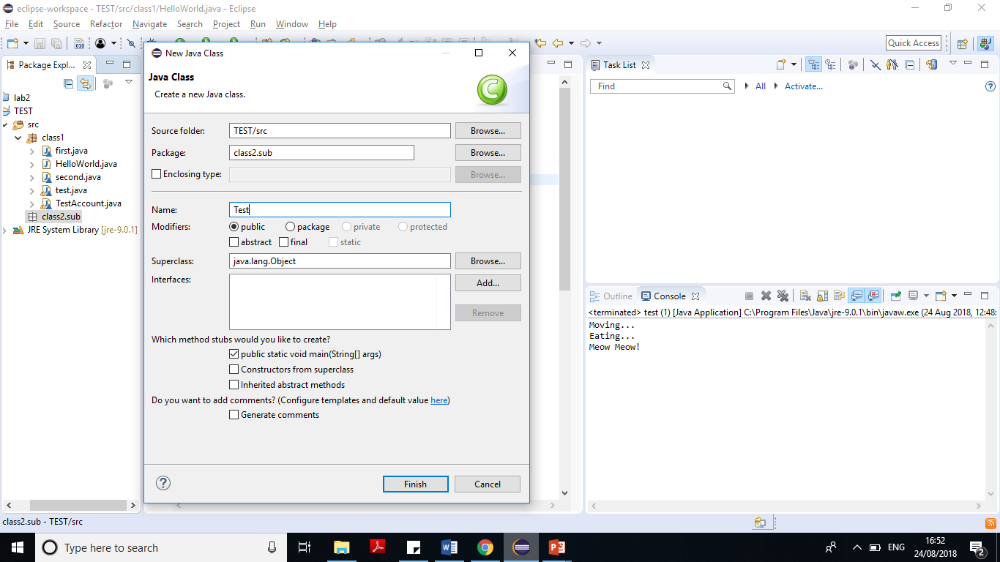 eclipse-workspace - TEST/src/class1/HelloWorld.java - Eclipse
File Edit Source Refactor Navigate Search Project Run Window Help
Quick Access
Package Expl...
lab2
TEST
src
class1
first.java
HelloWorld.java
second.java
test.java
TestAccount.java
class2.sub
JRE System Library [jre-9.0.1]
New Java Class
Java Class
Create a new Java class.
Source folder: TEST/src Browse...
Package: class2.sub Browse...
Enclosing type: Browse...
Name: Test
Modifiers: public package private protected
abstract final static
Superclass: java.lang.Object Browse...
Interfaces: Add...
Remove
Which method stubs would you like to create?
public static void main(String[] args)
Constructors from superclass
Inherited abstract methods
Do you want to add comments? (Configure templates and default value here)
Generate comments
Finish Cancel
Task List
Find All Activate...
Outline Console
<terminated> test (1) [Java Application] C:\Program Files\Java\jre-9.0.1\bin\javaw.exe (24 Aug 2018, 12:48:
Moving...
Eating...
Meow Meow!
class2.sub - TEST/src
Type here to search
ENG
16:52
24/08/2018
2